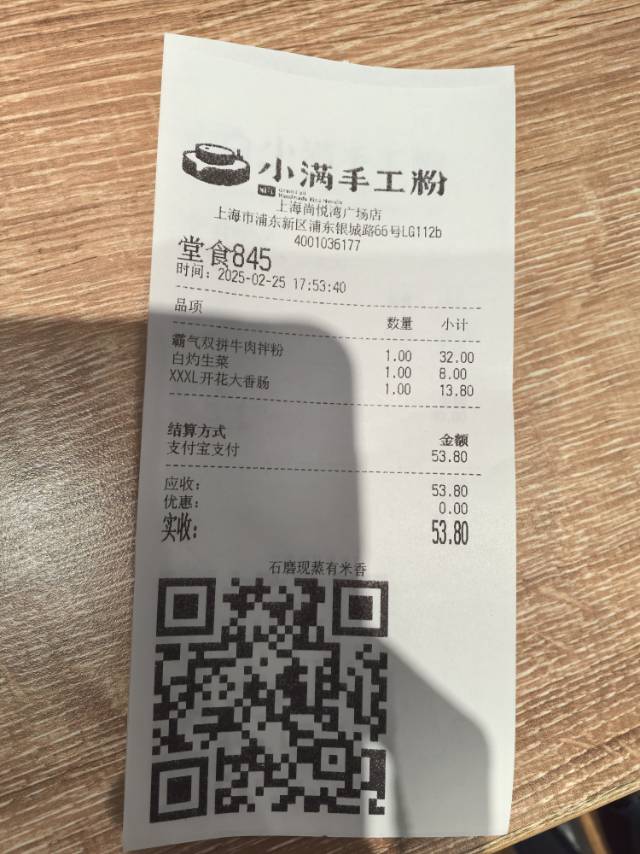 小满手工粉
上海尚悦湾广场店
上海市浦东新区浦东银城路66号LG112b
4001036177
堂食845
时间：2025-02-25 17:53:40
品项 数量 小计
霸气双拼牛肉拌粉 1.00 32.00
白灼生菜 1.00 8.00
XXXL开花大香肠 1.00 13.80
结算方式 金额
支付宝支付 53.80
应收： 53.80
优惠： 0.00
实收： 53.80
石磨现蒸有米香